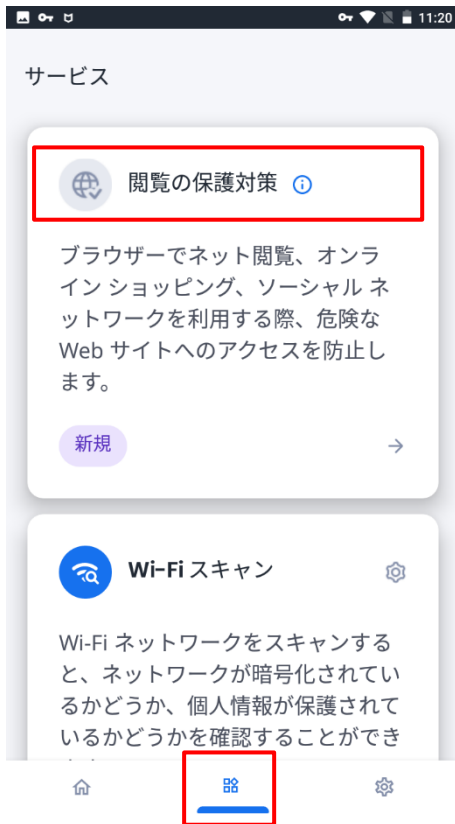 11:20
サービス
閲覧の保護対策
ブラウザーでネット閲覧、オンラ
イン ショッピング、ソーシャル ネ
ットワークを利用する際、危険な
Web サイトへのアクセスを防止し
ます。
新規
Wi-Fi スキャン
Wi-Fi ネットワークをスキャンする
と、ネットワークが暗号化されてい
るかどうか、個人情報が保護されて
いるかどうかを確認することができ